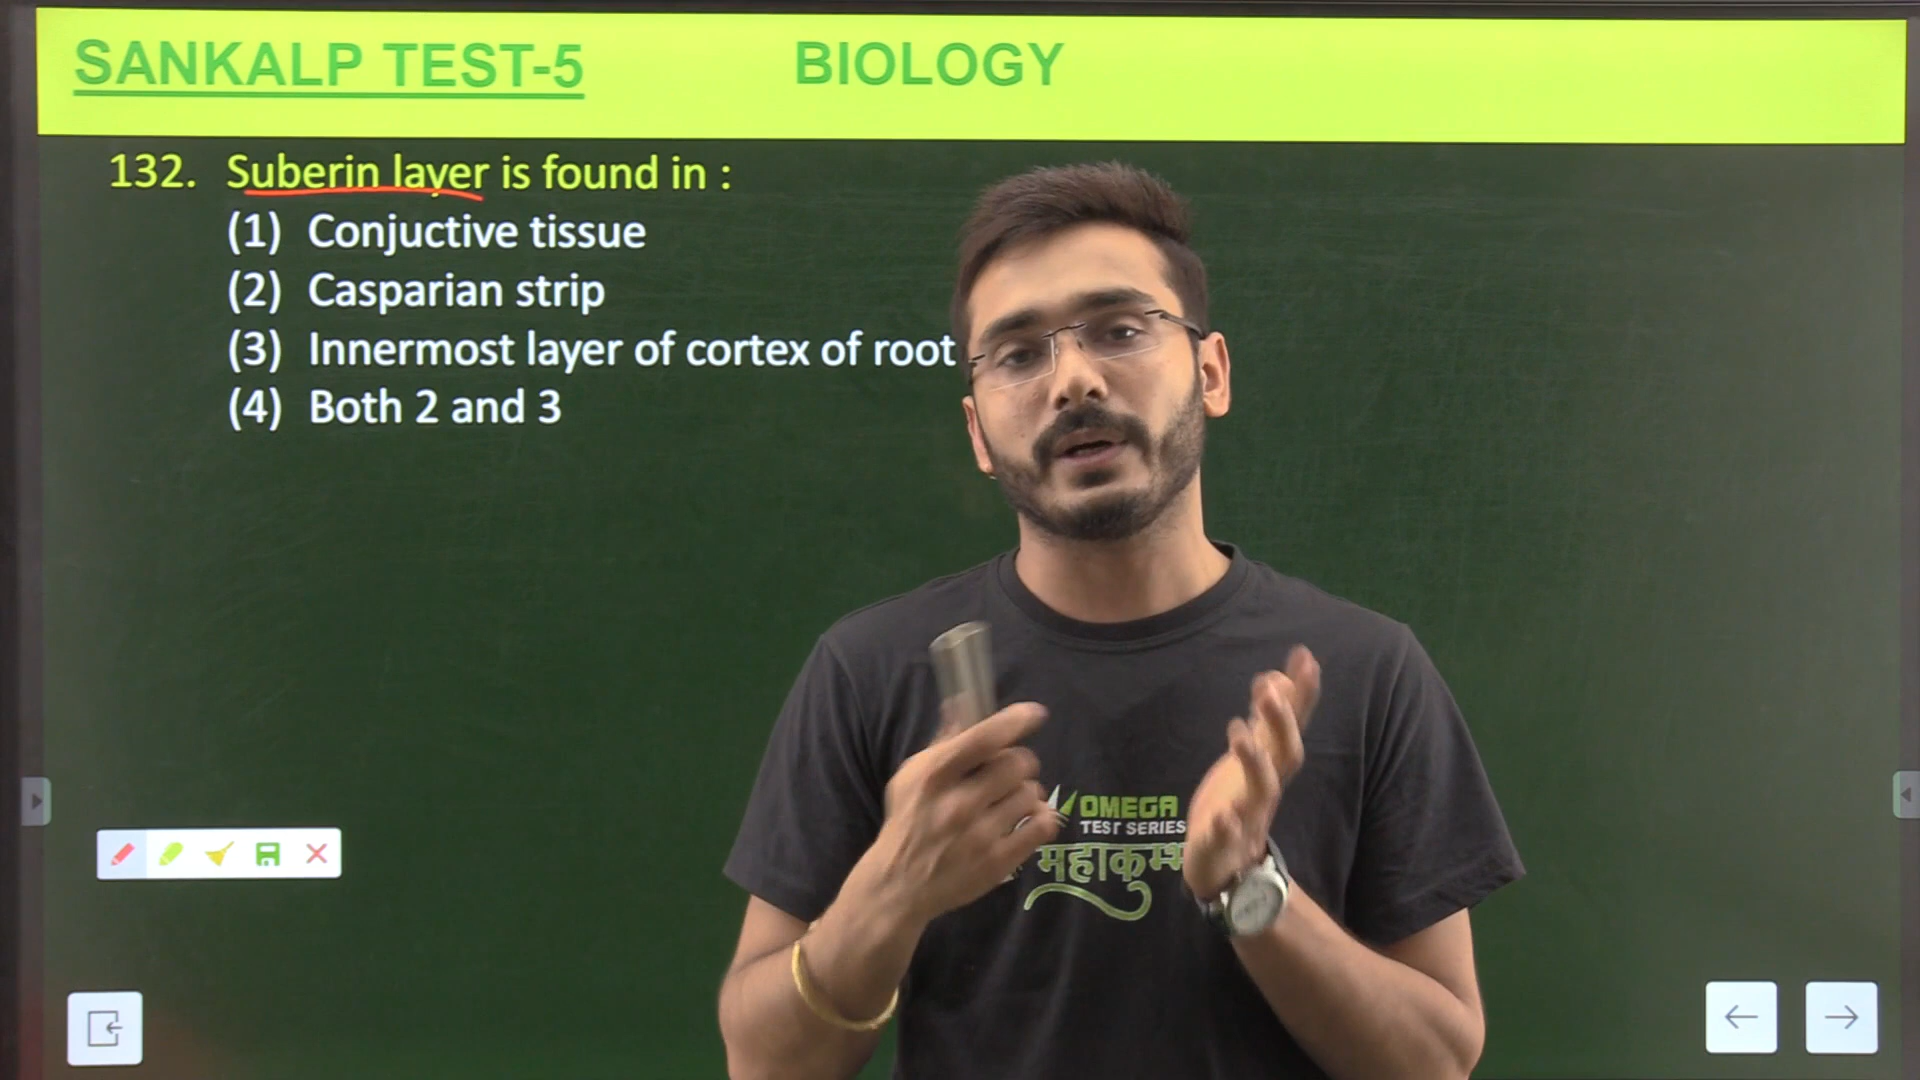 SANKALP TEST-5 BIOLOGY
132. Suberin layer is found in :
(1) Conjuctive tissue
(2) Casparian strip
(3) Innermost layer of cortex of root
(4) Both 2 and 3
OMEGA
TEST SERIES
महाकुम्भ